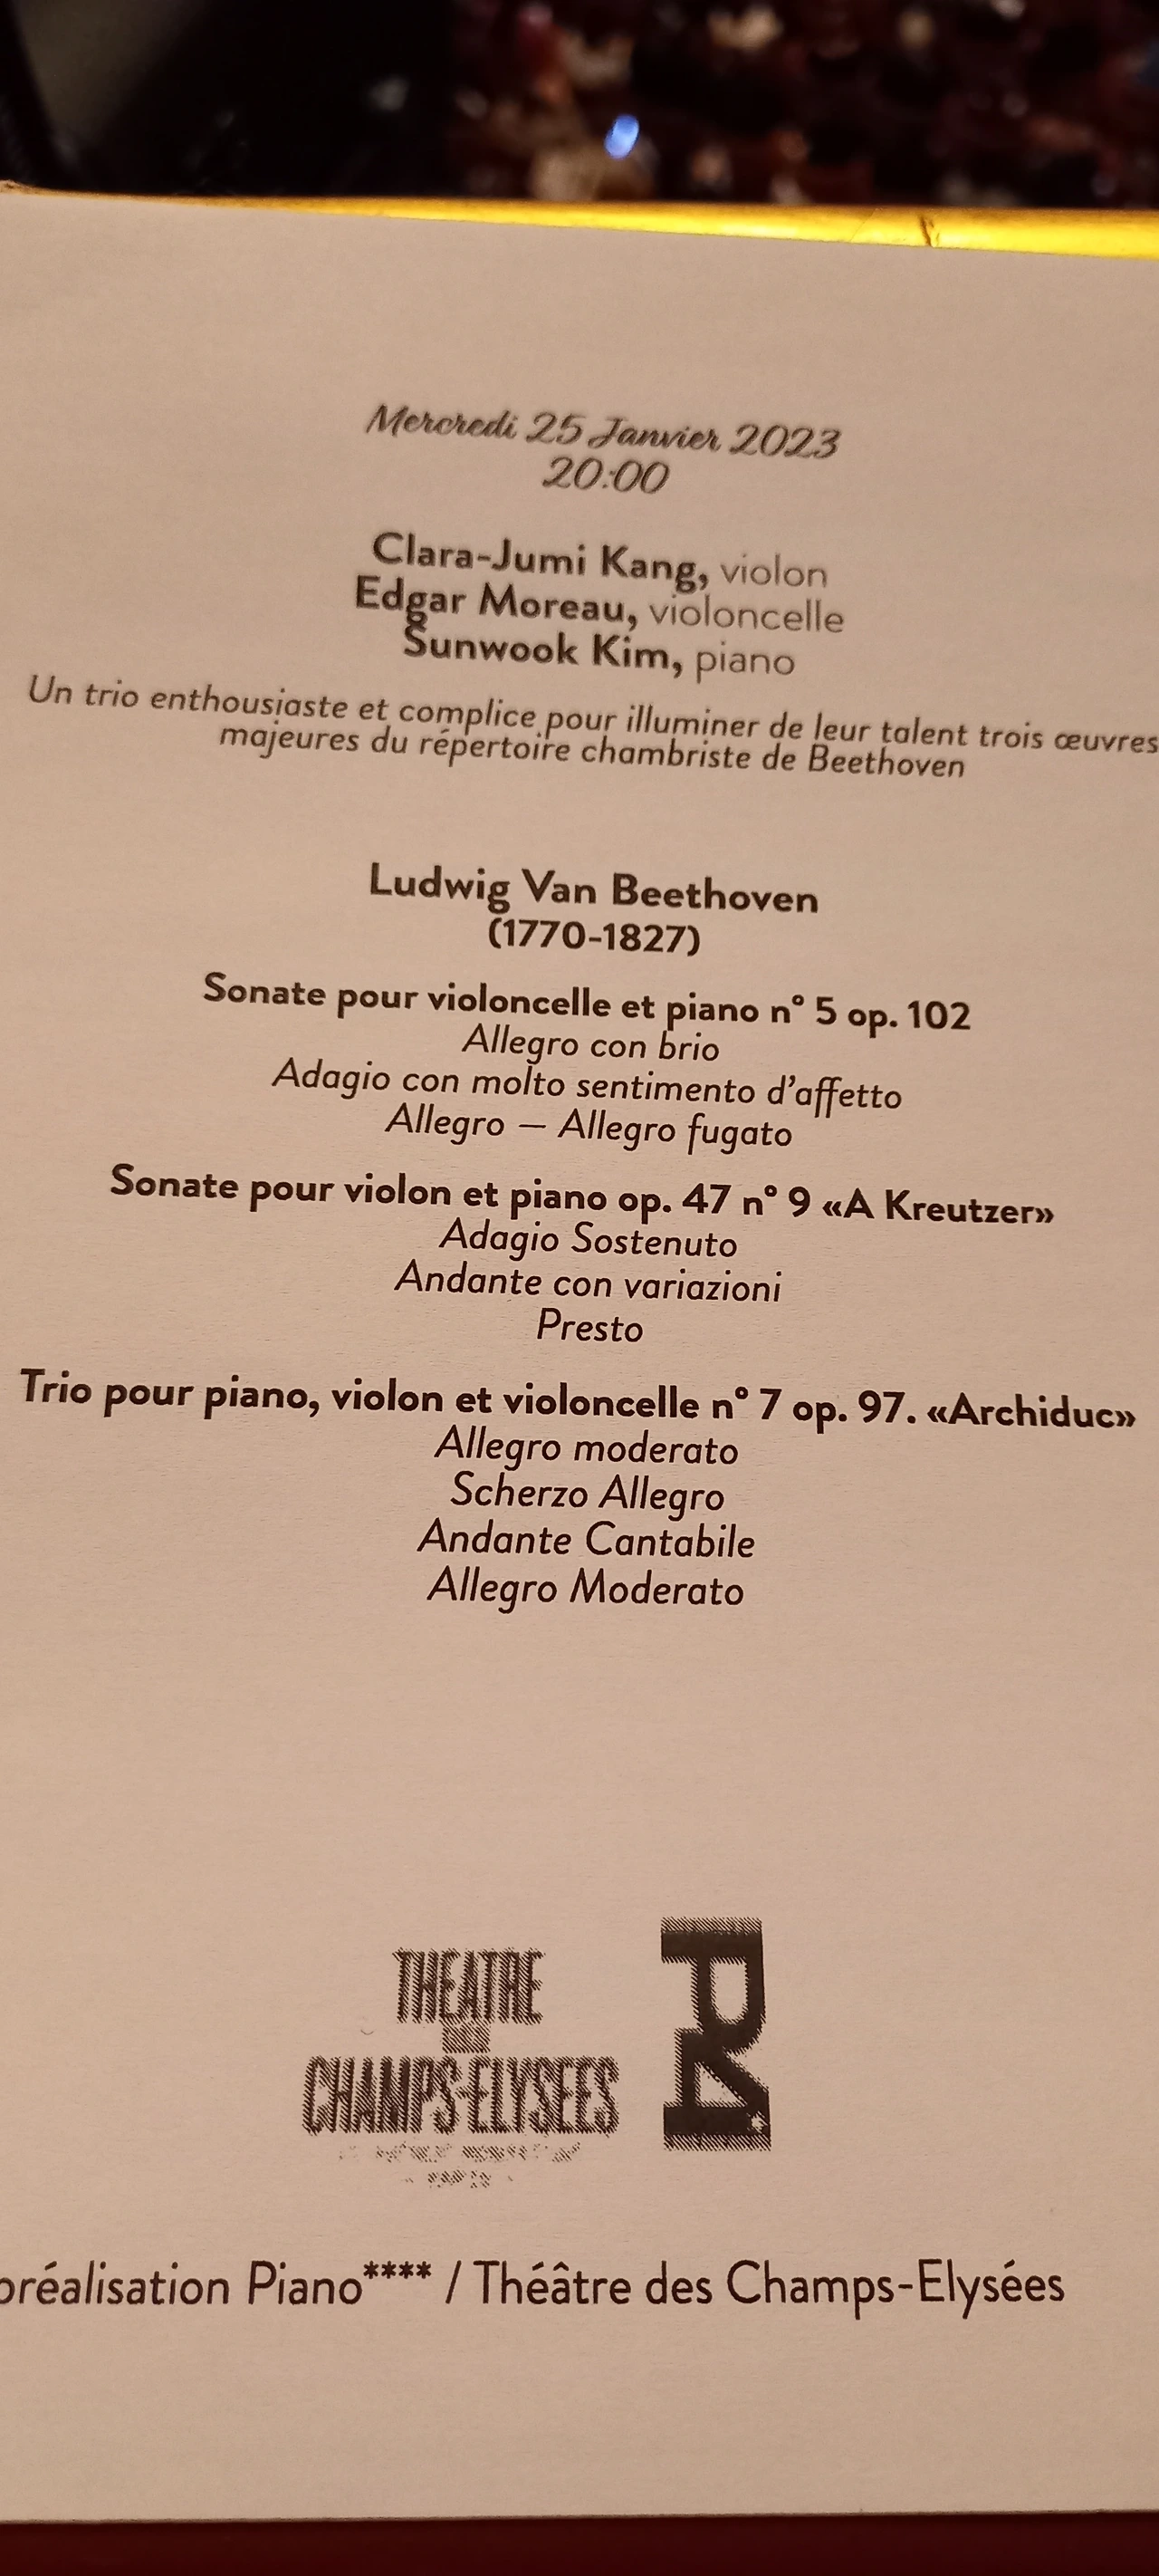 Mercredi 25 Janvier 2023
20:00
Clara-Jumi Kang, violon
Edgar Moreau, violoncelle
Sunwook Kim, piano
Un trio enthousiaste et complice pour illuminer de leur talent trois œuvres
majeures du répertoire chambriste de Beethoven
Ludwig Van Beethoven
(1770-1827)
Sonate pour violoncelle et piano n° 5 op. 102
Allegro con brio
Adagio con molto sentimento d'affetto
Allegro — Allegro fugato
Sonate pour violon et piano op. 47 n° 9 «A Kreutzer»
Adagio Sostenuto
Andante con variazioni
Presto
Trio pour piano, violon et violoncelle n° 7 op. 97. «Archiduc»
Allegro moderato
Scherzo Allegro
Andante Cantabile
Allegro Moderato
THEATRE
CHAMPS-ELYSEES
P4
oréalisation Piano**** / Théâtre des Champs-Elysées